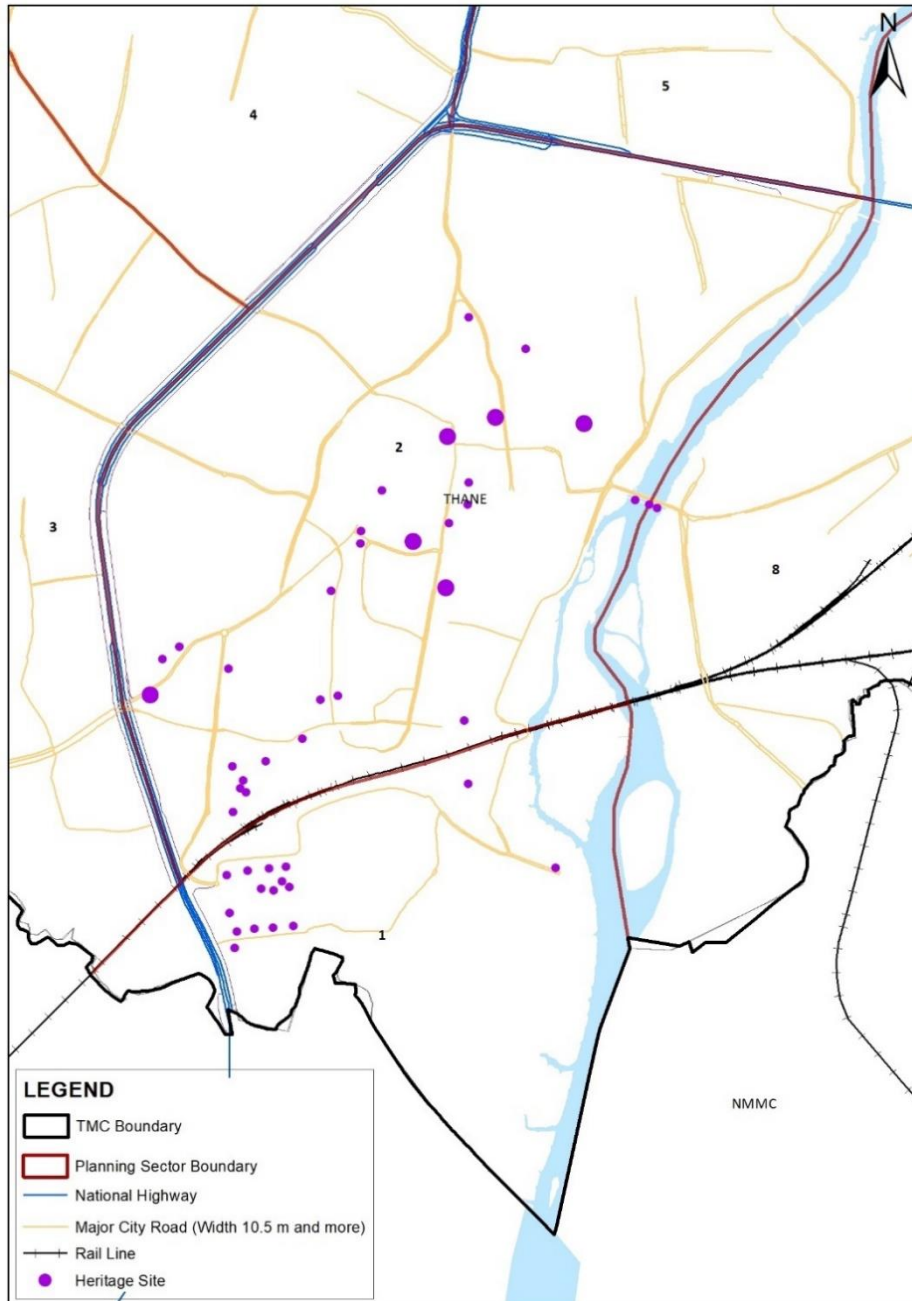 N
5
4
2
THANE
3
8
1
NMMC
LEGEND
TMC Boundary
Planning Sector Boundary
National Highway
Major City Road (Width 10.5 m and more)
Rail Line
Heritage Site